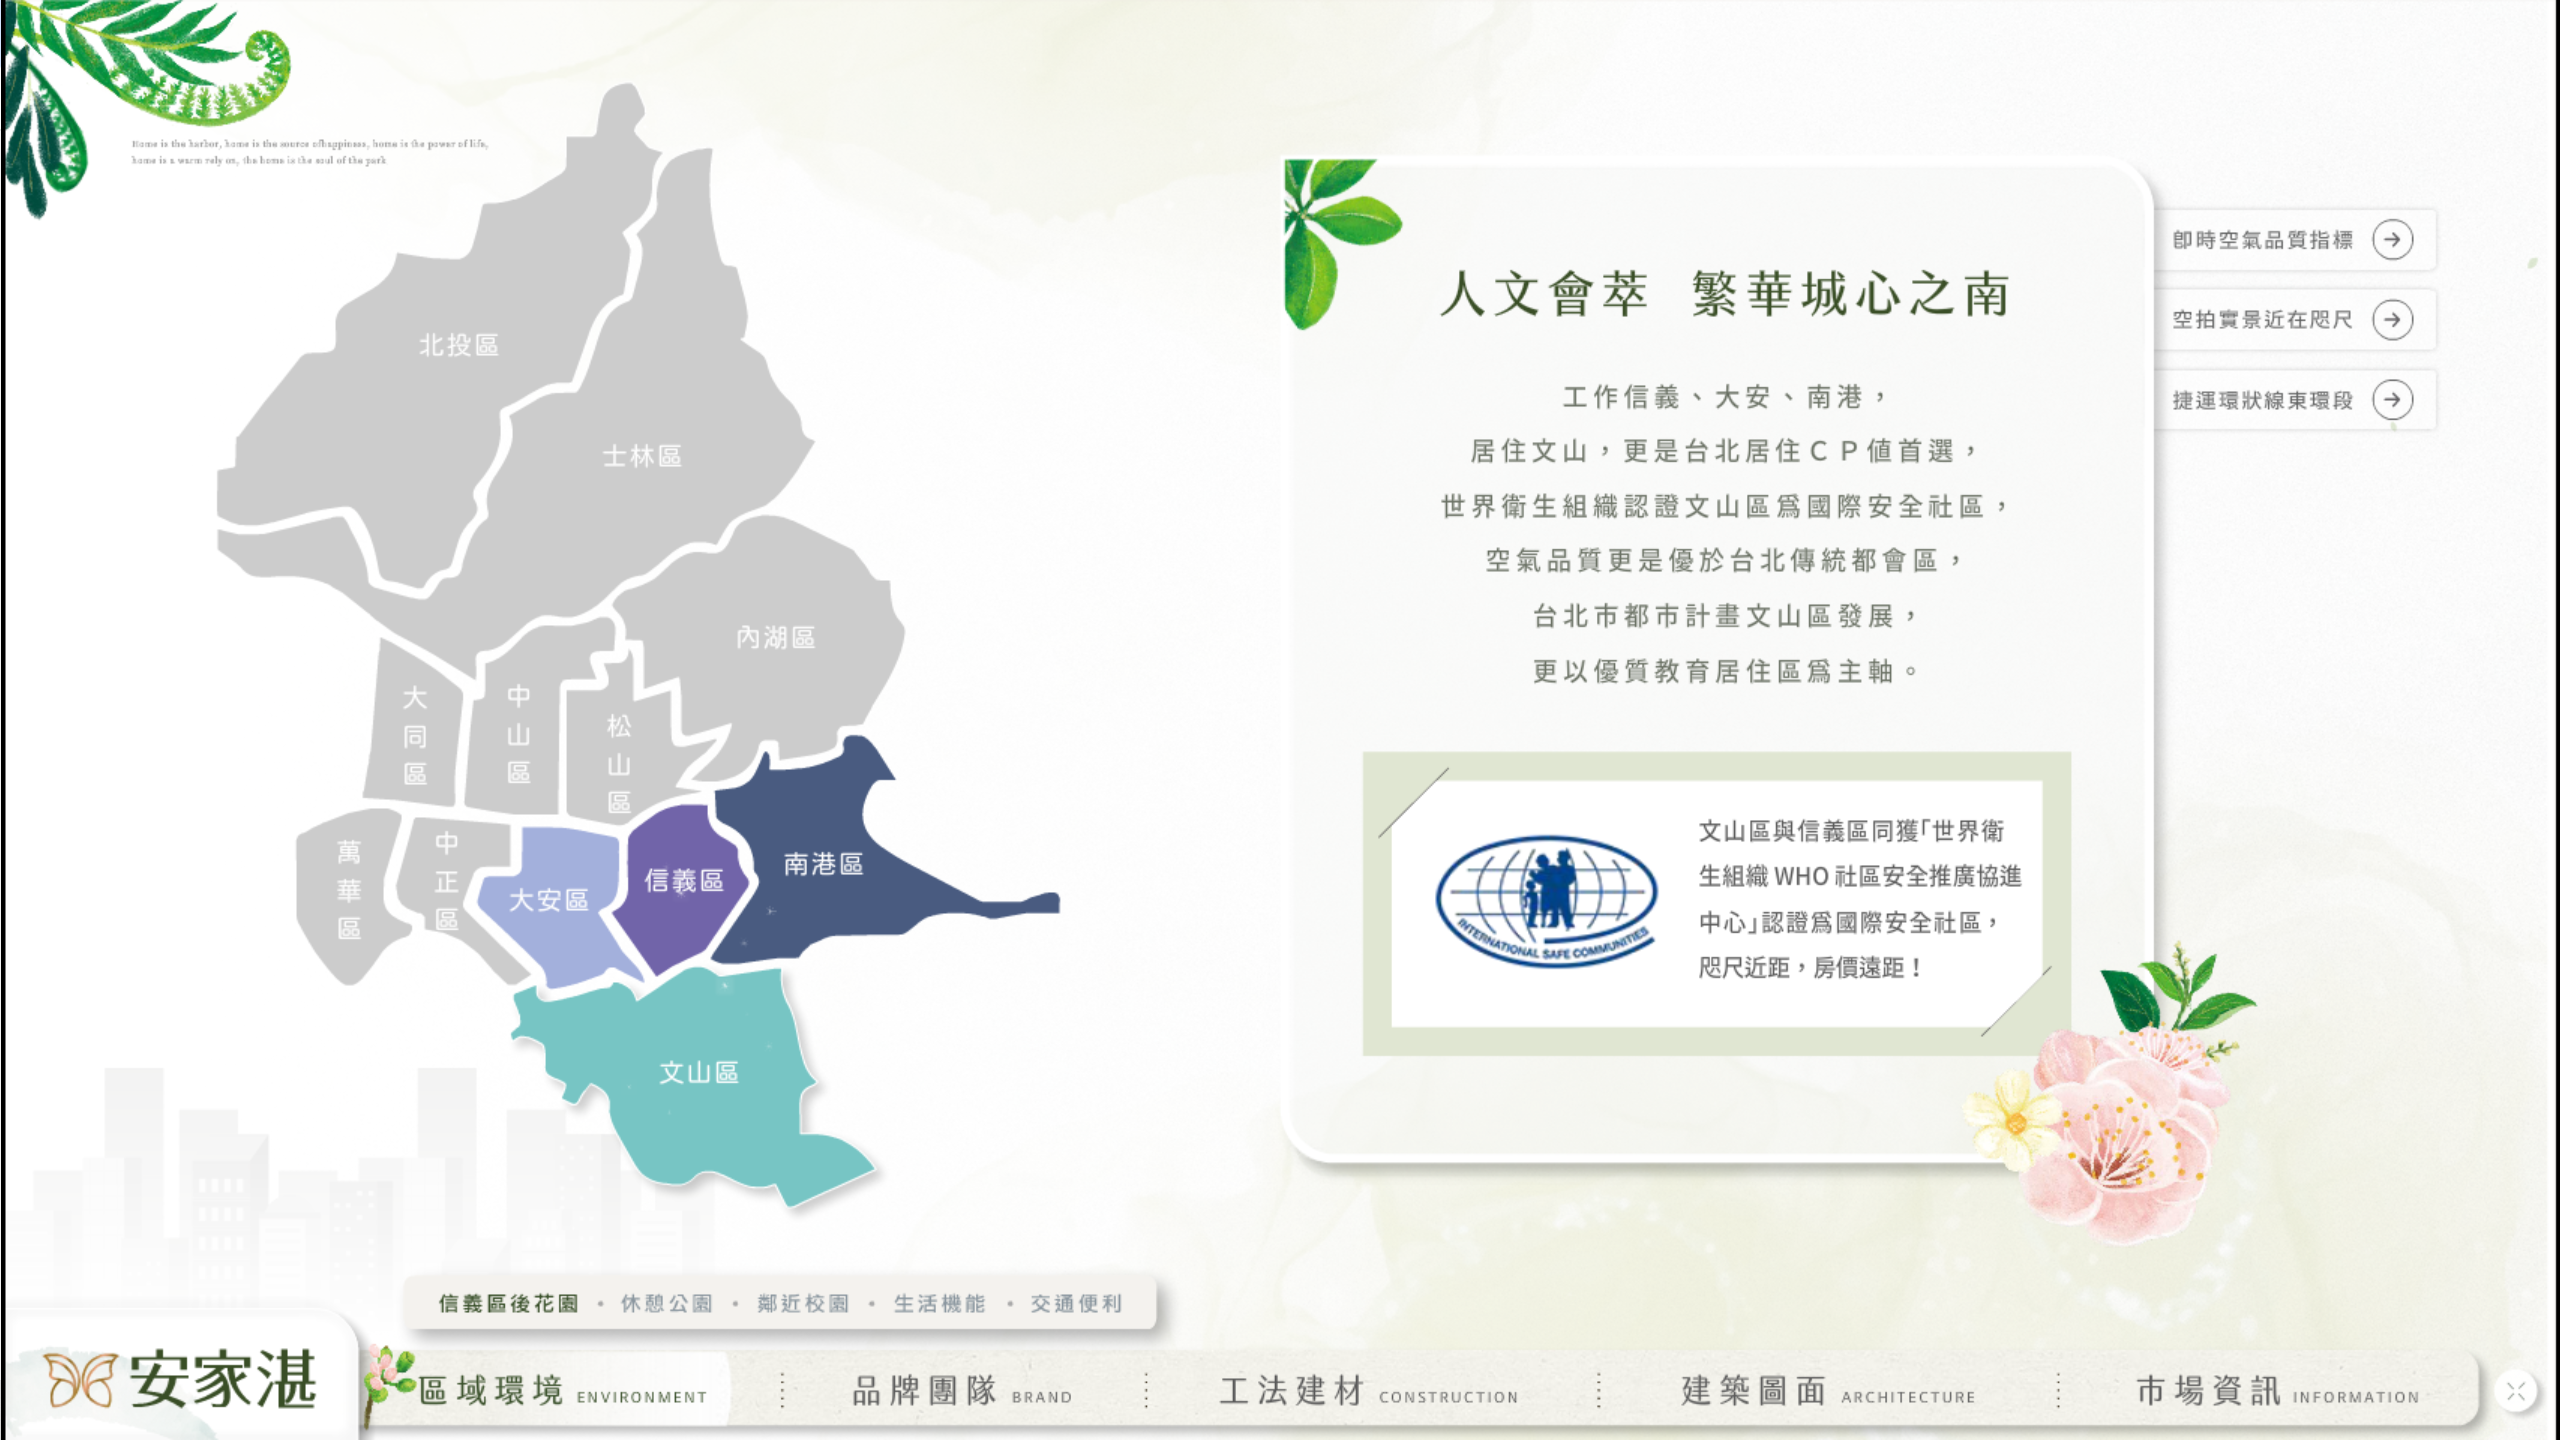 Home is the harbor, home is the source ofhappiness, home is the power of life,
home is a warm rely on, the home is the soul of the park
北投區
士林區
內湖區
大同區
中山區
松山區
萬華區
中正區
大安區
信義區
南港區
文山區
人文會萃 繁華城心之南
工作信義、大安、南港，
居住文山，更是台北居住ＣＰ値首選，
世界衛生組織認證文山區爲國際安全社區，
空氣品質更是優於台北傳統都會區，
台北市都市計畫文山區發展，
更以優質教育居住區爲主軸。
INTERNATIONAL SAFE COMMUNITIES
文山區與信義區同獲「世界衛
生組織 WHO 社區安全推廣協進
中心」認證爲國際安全社區，
咫尺近距，房價遠距！
卽時空氣品質指標
空拍實景近在咫尺
捷運環狀線東環段
信義區後花園 • 休憩公園 • 鄰近校園 • 生活機能 • 交通便利
安家湛
區域環境 ENVIRONMENT
品牌團隊 BRAND
工法建材 CONSTRUCTION
建築圖面 ARCHITECTURE
市場資訊 INFORMATION